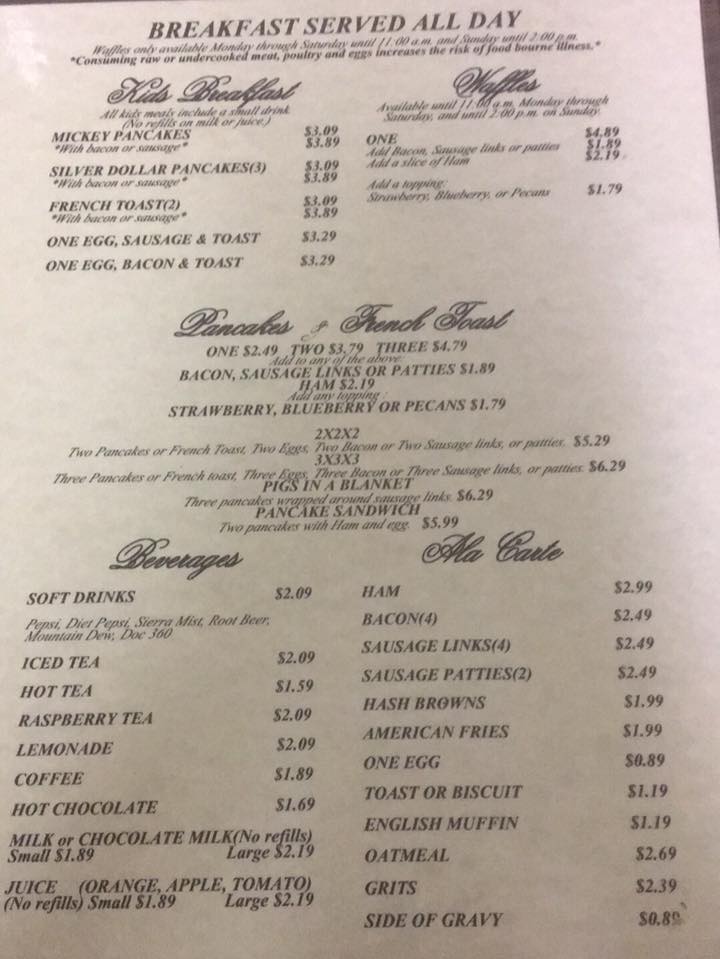 BREAKFAST SERVED ALL DAY
Waffles only available Monday through Saturday until 11:00 a.m. and Sunday until 2:00 p.m.
*Consuming raw or undercooked meat, poultry and eggs increases the risk of food bourne illness.*
Kids Breakfast
All kids meals include a small drink
(No refills on milk or juice.)
MICKEY PANCAKES $3.09
*With bacon or sausage* $3.89
SILVER DOLLAR PANCAKES(3) $3.09
*With bacon or sausage* $3.89
FRENCH TOAST(2) $3.09
*With bacon or sausage* $3.89
ONE EGG, SAUSAGE & TOAST $3.29
ONE EGG, BACON & TOAST $3.29
Waffles
Available until 11:00 a.m. Monday through
Saturday, and until 2:00 p.m. on Sunday.
ONE $4.89
Add Bacon, Sausage links or patties $1.89
Add a slice of Ham $2.19
Add a topping:
Strawberry, Blueberry, or Pecans $1.79
Pancakes & French Toast
ONE $2.49 TWO $3.79 THREE $4.79
Add to any of the above:
BACON, SAUSAGE LINKS OR PATTIES $1.89
HAM $2.19
Add any topping :
STRAWBERRY, BLUEBERRY OR PECANS $1.79
2X2X2
Two Pancakes or French Toast, Two Eggs, Two Bacon or Two Sausage links, or patties. $5.29
3X3X3
Three Pancakes or French toast, Three Eggs, Three Bacon or Three Sausage links, or patties. $6.29
PIGS IN A BLANKET
Three pancakes wrapped around sausage links. $6.29
PANCAKE SANDWICH
Two pancakes with Ham and egg. $5.99
Beverages
SOFT DRINKS $2.09
Pepsi, Diet Pepsi, Sierra Mist, Root Beer,
Mountain Dew, Doc 360
ICED TEA $2.09
HOT TEA $1.59
RASPBERRY TEA $2.09
LEMONADE $2.09
COFFEE $1.89
HOT CHOCOLATE $1.69
MILK or CHOCOLATE MILK(No refills)
Small $1.89 Large $2.19
JUICE (ORANGE, APPLE, TOMATO)
(No refills) Small $1.89 Large $2.19
Ala Carte
HAM $2.99
BACON(4) $2.49
SAUSAGE LINKS(4) $2.49
SAUSAGE PATTIES(2) $2.49
HASH BROWNS $1.99
AMERICAN FRIES $1.99
ONE EGG $0.89
TOAST OR BISCUIT $1.19
ENGLISH MUFFIN $1.19
OATMEAL $2.69
GRITS $2.39
SIDE OF GRAVY $0.89